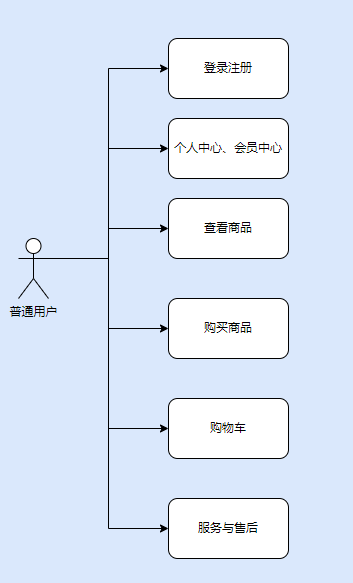 登录注册
个人中心、会员中心
查看商品
普通用户
购买商品
购物车
服务与售后